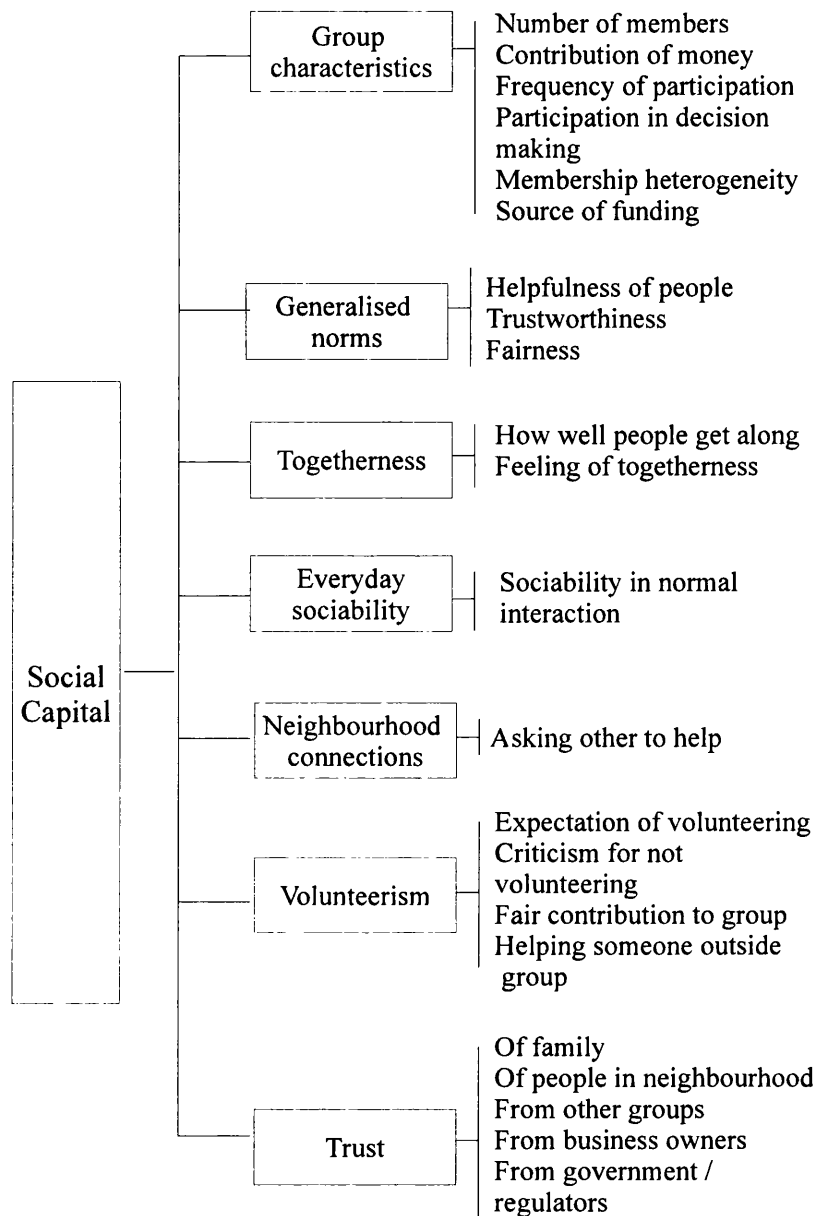 Social
Capital
Group
characteristics
Number of members
Contribution of money
Frequency of participation
Participation in decision
making
Membership heterogeneity
Source of funding
Generalised
norms
Helpfulness of people
Trustworthiness
Fairness
Togetherness
How well people get along
Feeling of togetherness
Everyday
sociability
Sociability in normal
interaction
Neighbourhood
connections
Asking other to help
Volunteerism
Expectation of volunteering
Criticism for not
volunteering
Fair contribution to group
Helping someone outside
group
Trust
Of family
Of people in neighbourhood
From other groups
From business owners
From government /
regulators